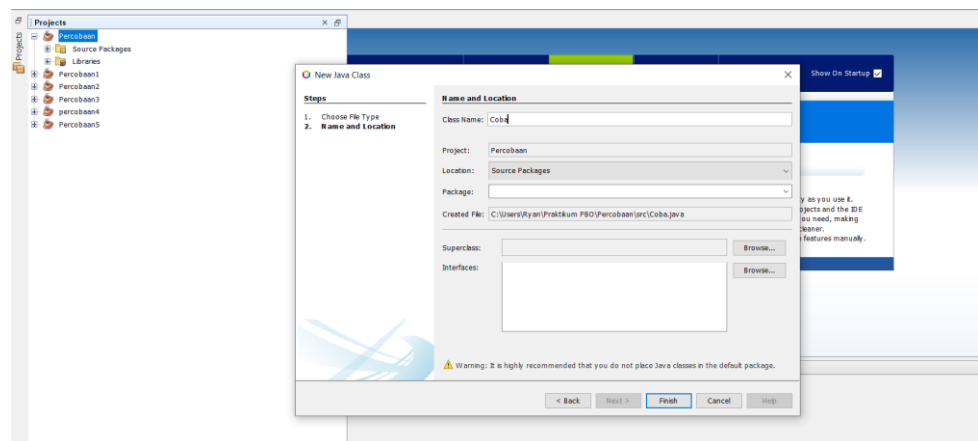 Projects
Projects
Percobaan
Source Packages
Libraries
Percobaan1
Percobaan2
Percobaan3
percobaan4
Percobaan5
Show On Startup
New Java Class
Steps
1. Choose File Type
2. Name and Location
Name and Location
Class Name: Coba
Project: Percobaan
Location: Source Packages
Package:
Created File: C:\Users\Ryan\Praktikum PBO\Percobaan\src\Coba.java
Superclass:
Browse...
Interfaces:
Browse...
Warning: It is highly recommended that you do not place Java classes in the default package.
< Back Next > Finish Cancel Help
y as you use it.
ojects and the IDE
ou need, making
cleaner.
features manually.